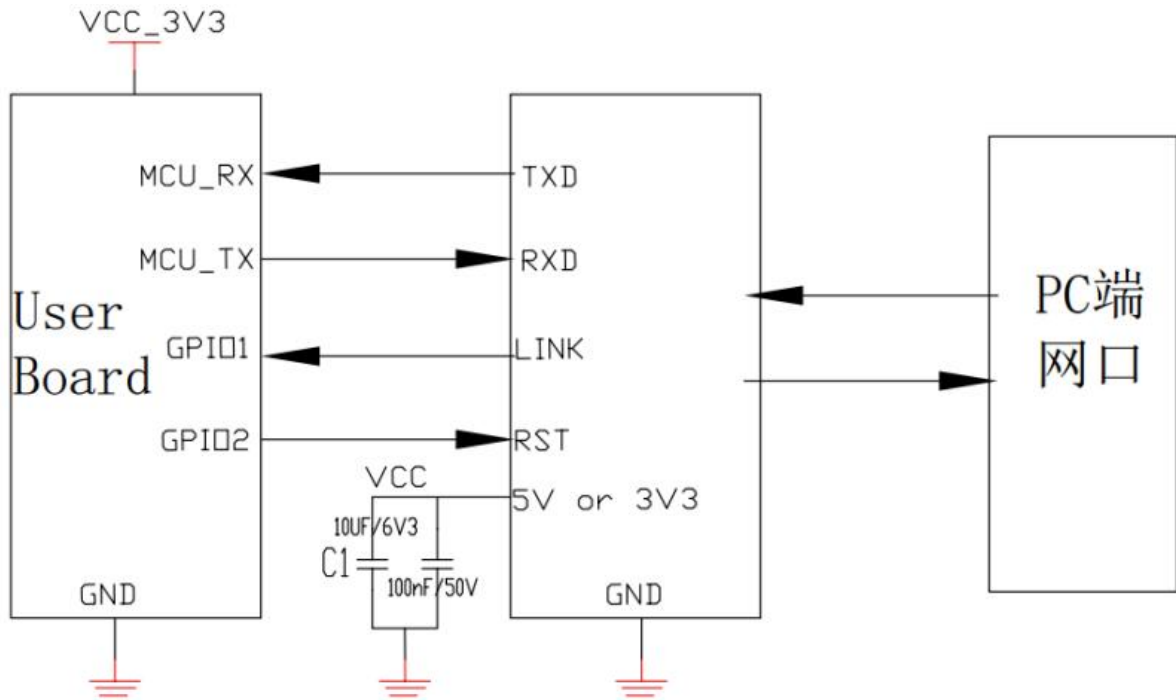 VCC_3V3
MCU_RX
TXD
MCU_TX
RXD
User
Board
GPIO1
LINK
GPIO2
RST
PC端
网口
VCC
5V or 3V3
10UF/6V3
C1
100nF/50V
GND
GND